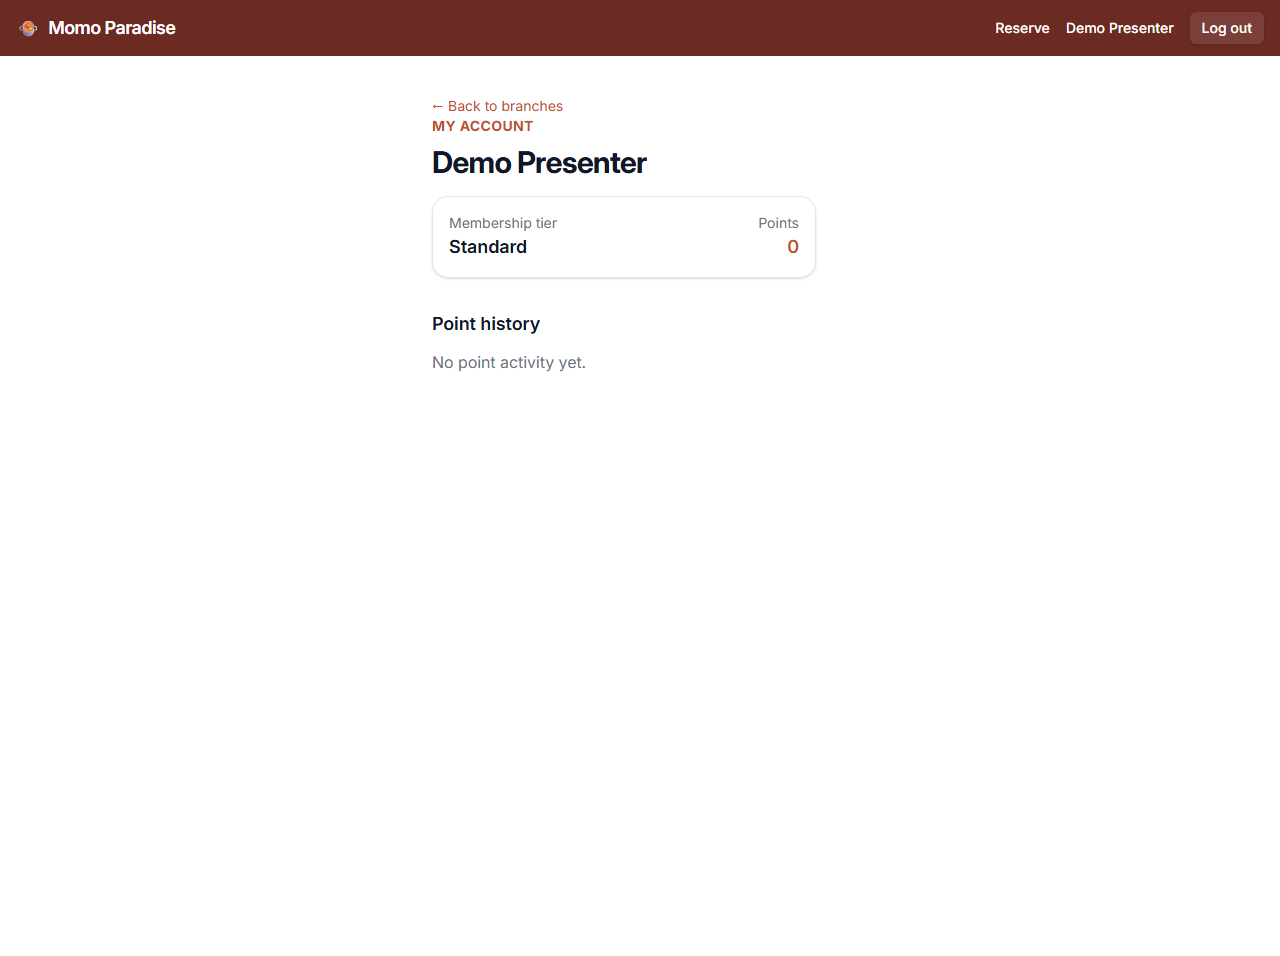 Momo Paradise
Reserve Demo Presenter Log out
← Back to branches
MY ACCOUNT
Demo Presenter
Membership tier Points
Standard 0
Point history
No point activity yet.